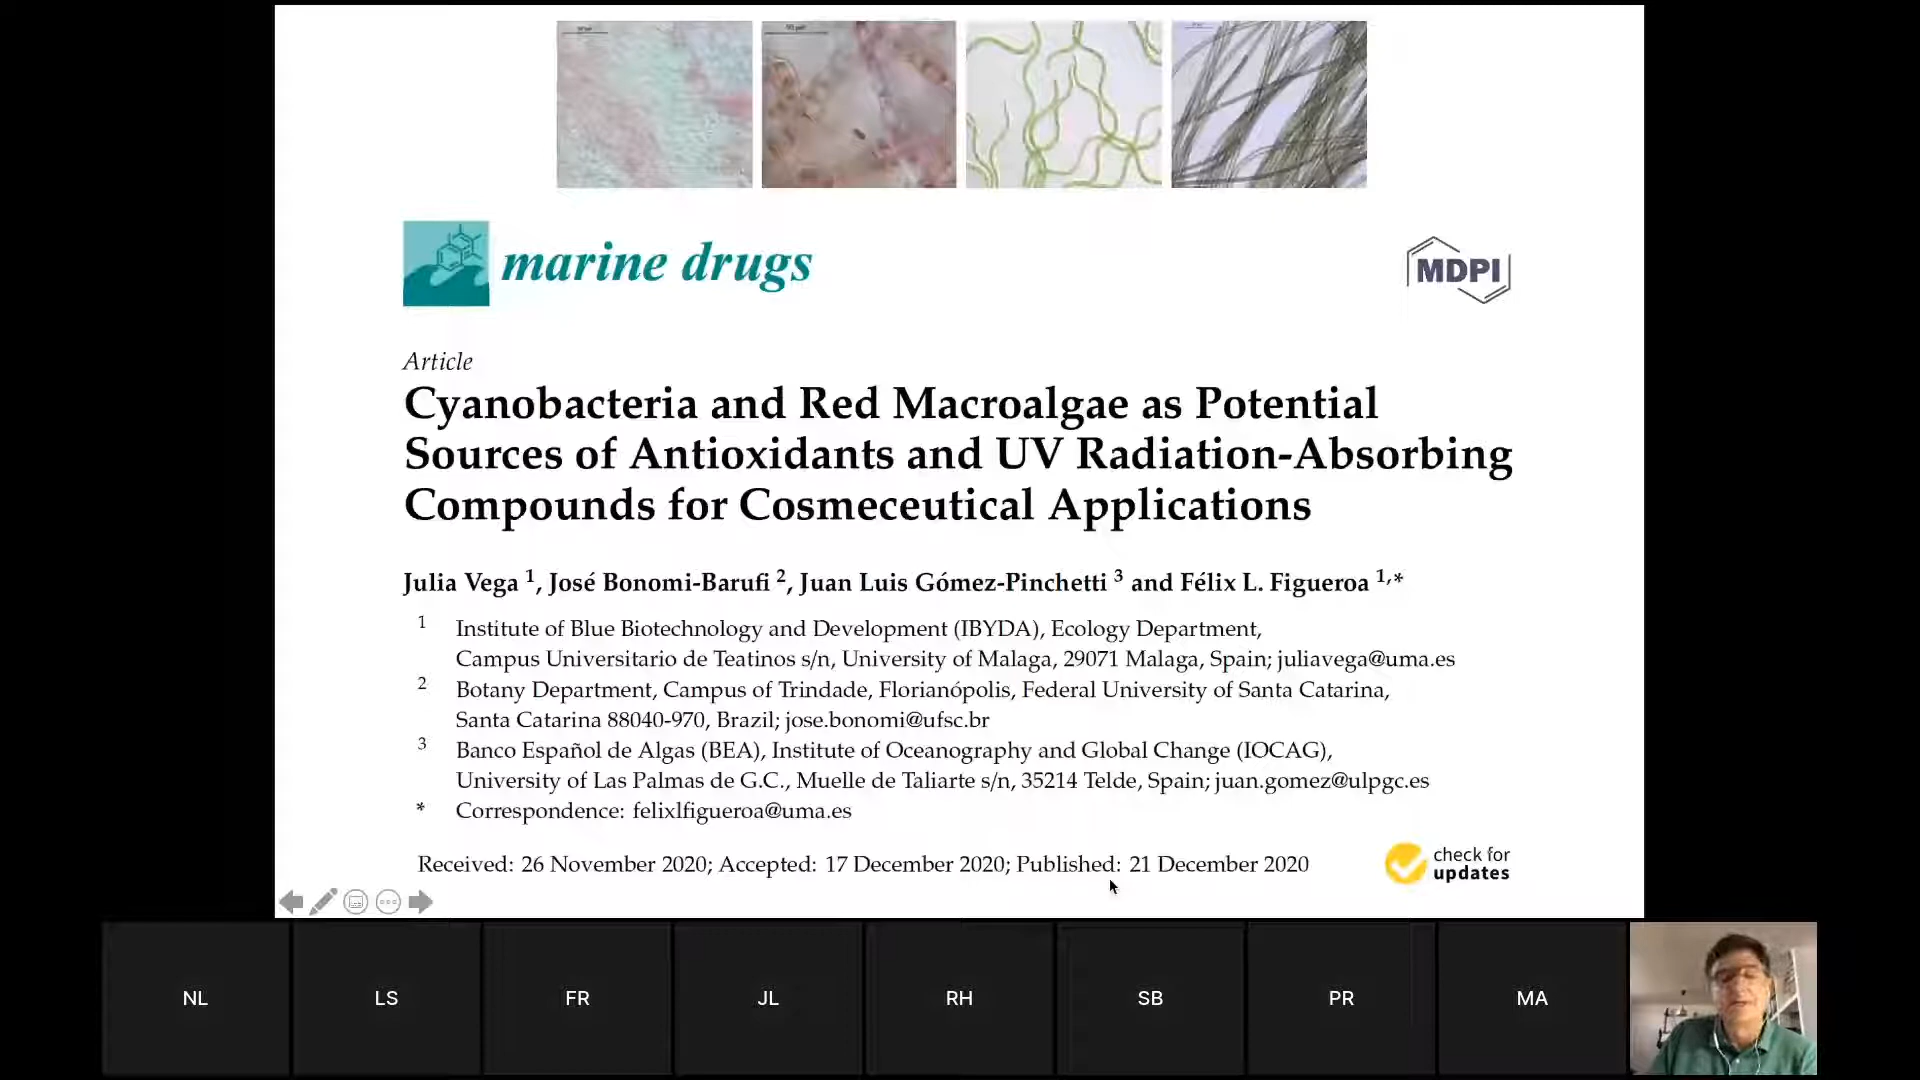 marine drugs
MDPI
Article
Cyanobacteria and Red Macroalgae as Potential
Sources of Antioxidants and UV Radiation-Absorbing
Compounds for Cosmeceutical Applications
Julia Vega 1, José Bonomi-Barufi 2, Juan Luis Gómez-Pinchetti 3 and Félix L. Figueroa 1,*
1 Institute of Blue Biotechnology and Development (IBYDA), Ecology Department,
Campus Universitario de Teatinos s/n, University of Malaga, 29071 Malaga, Spain; juliavega@uma.es
2 Botany Department, Campus of Trindade, Florianópolis, Federal University of Santa Catarina,
Santa Catarina 88040-970, Brazil; jose.bonomi@ufsc.br
3 Banco Español de Algas (BEA), Institute of Oceanography and Global Change (IOCAG),
University of Las Palmas de G.C., Muelle de Taliarte s/n, 35214 Telde, Spain; juan.gomez@ulpgc.es
* Correspondence: felixlfigueroa@uma.es
Received: 26 November 2020; Accepted: 17 December 2020; Published: 21 December 2020
check for
updates
NL
LS
FR
JL
RH
SB
PR
MA